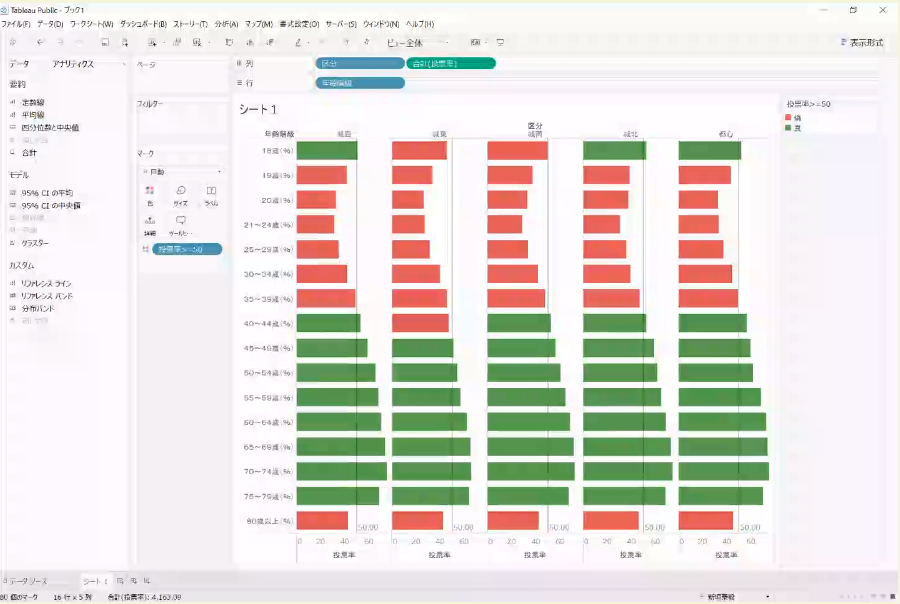 Tableau Public - ブック1
ファイル(F) データ(D) ワークシート(W) ダッシュボード(B) ストーリー(T) 分析(A) マップ(M) 書式設定(O) サーバー(S) ウィンドウ(N) ヘルプ(H)
ビュー全体
表示形式
データ アナリティクス
ページ
列 区分 合計(投票率)
行 年齢階級
要約
定数線
平均線
四分位数と中央値
合計
モデル
95% CI の平均
95% CI の中央値
クラスター
カスタム
リファレンス ライン
リファレンス バンド
分布バンド
フィルター
マーク
自動
色 サイズ ラベル
詳細
投票率>=50
シート 1
区分
年齢階級 城西 城東 城南 城北 都心
18歳(%)
19歳(%)
20歳(%)
21～24歳(%)
25～29歳(%)
30～34歳(%)
35～39歳(%)
40～44歳(%)
45～49歳(%)
50～54歳(%)
55～59歳(%)
60～64歳(%)
65～69歳(%)
70～74歳(%)
75～79歳(%)
80歳以上(%)
50.00 50.00 50.00 50.00 50.00
0 20 40 60 0 20 40 60 0 20 40 60 0 20 40 60 0 20 40 60
投票率 投票率 投票率 投票率 投票率
投票率>=50
偽
真
データ ソース シート 1
80 個のマーク 16 行 x 5 列 合計(投票率): 4,163.09